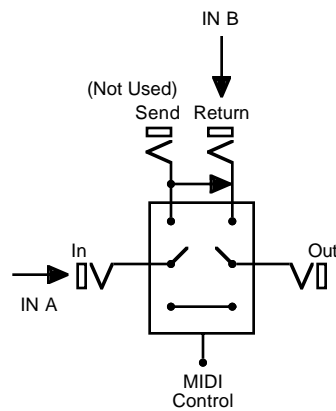 IN B
(Not Used)
Send Return
In
Out
IN A
MIDI
Control